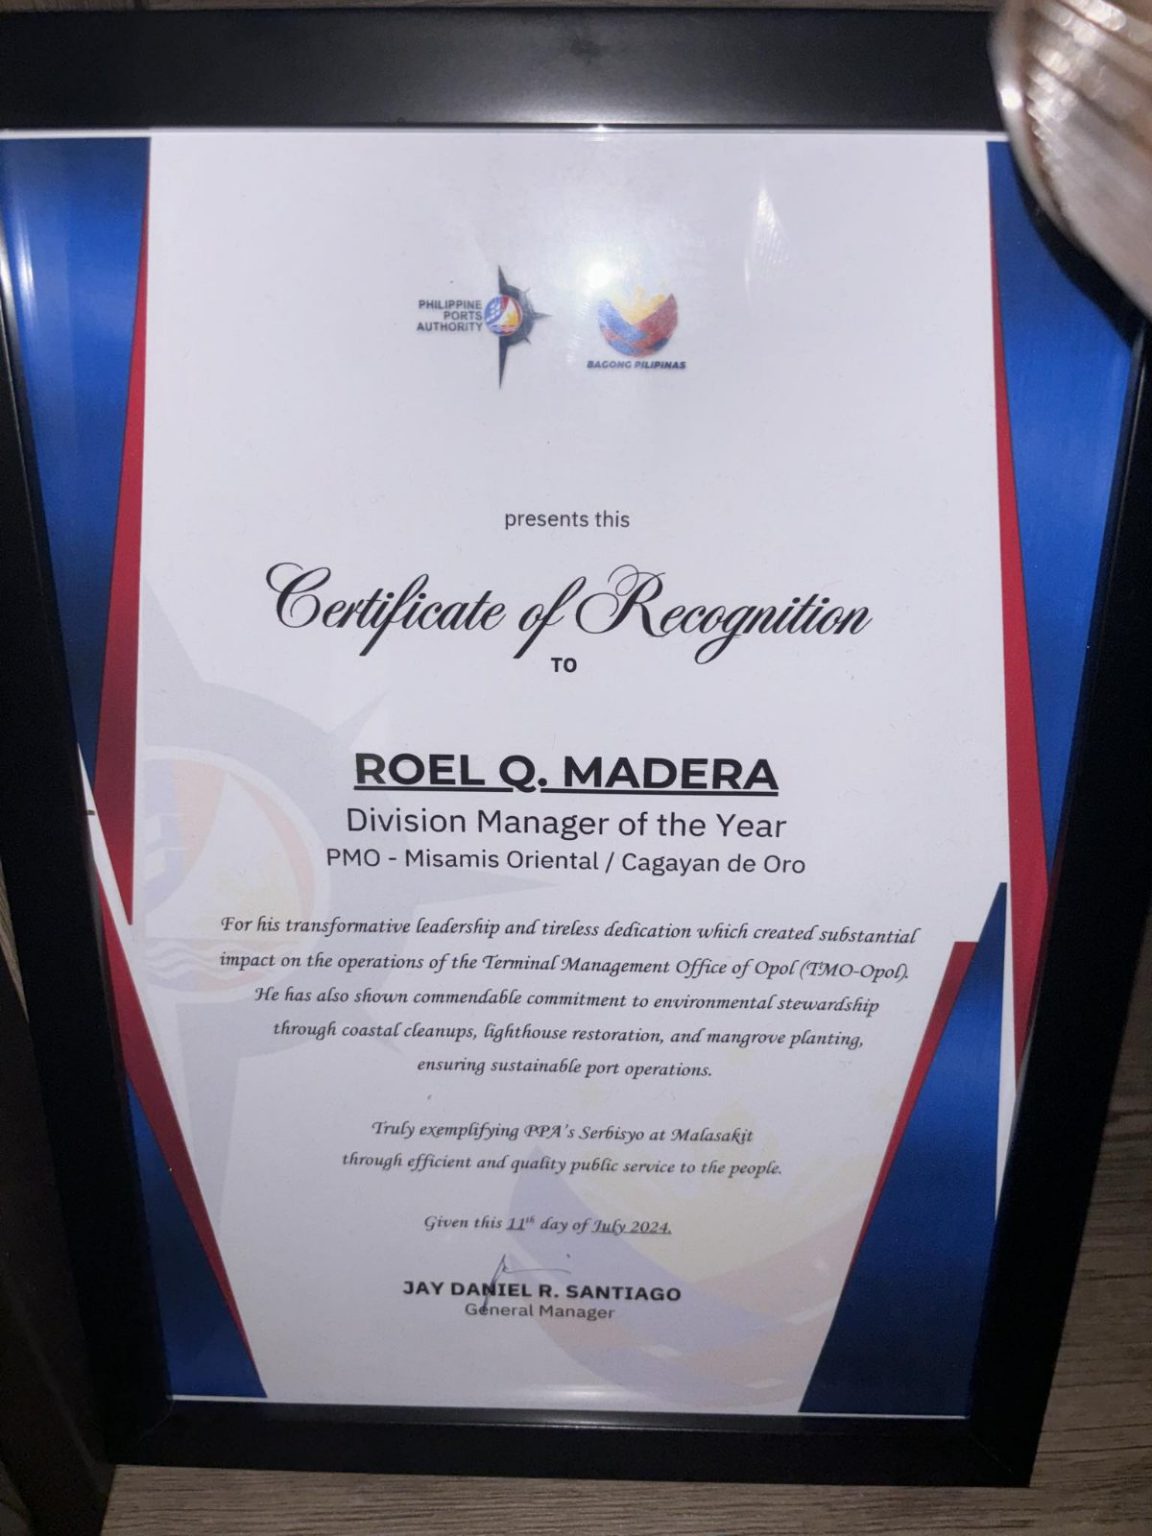 PHILIPPINE
PORTS
AUTHORITY
BAGONG PILIPINAS
presents this
Certificate of Recognition
TO
ROEL Q. MADERA
Division Manager of the Year
PMO - Misamis Oriental / Cagayan de Oro
For his transformative leadership and tireless dedication which created substantial
impact on the operations of the Terminal Management Office of Opol (TMO-Opol).
He has also shown commendable commitment to environmental stewardship
through coastal cleanups, lighthouse restoration, and mangrove planting,
ensuring sustainable port operations.
Truly exemplifying PPA's Serbisyo at Malasakit
through efficient and quality public service to the people.
Given this 11th day of July 2024.
JAY DANIEL R. SANTIAGO
General Manager